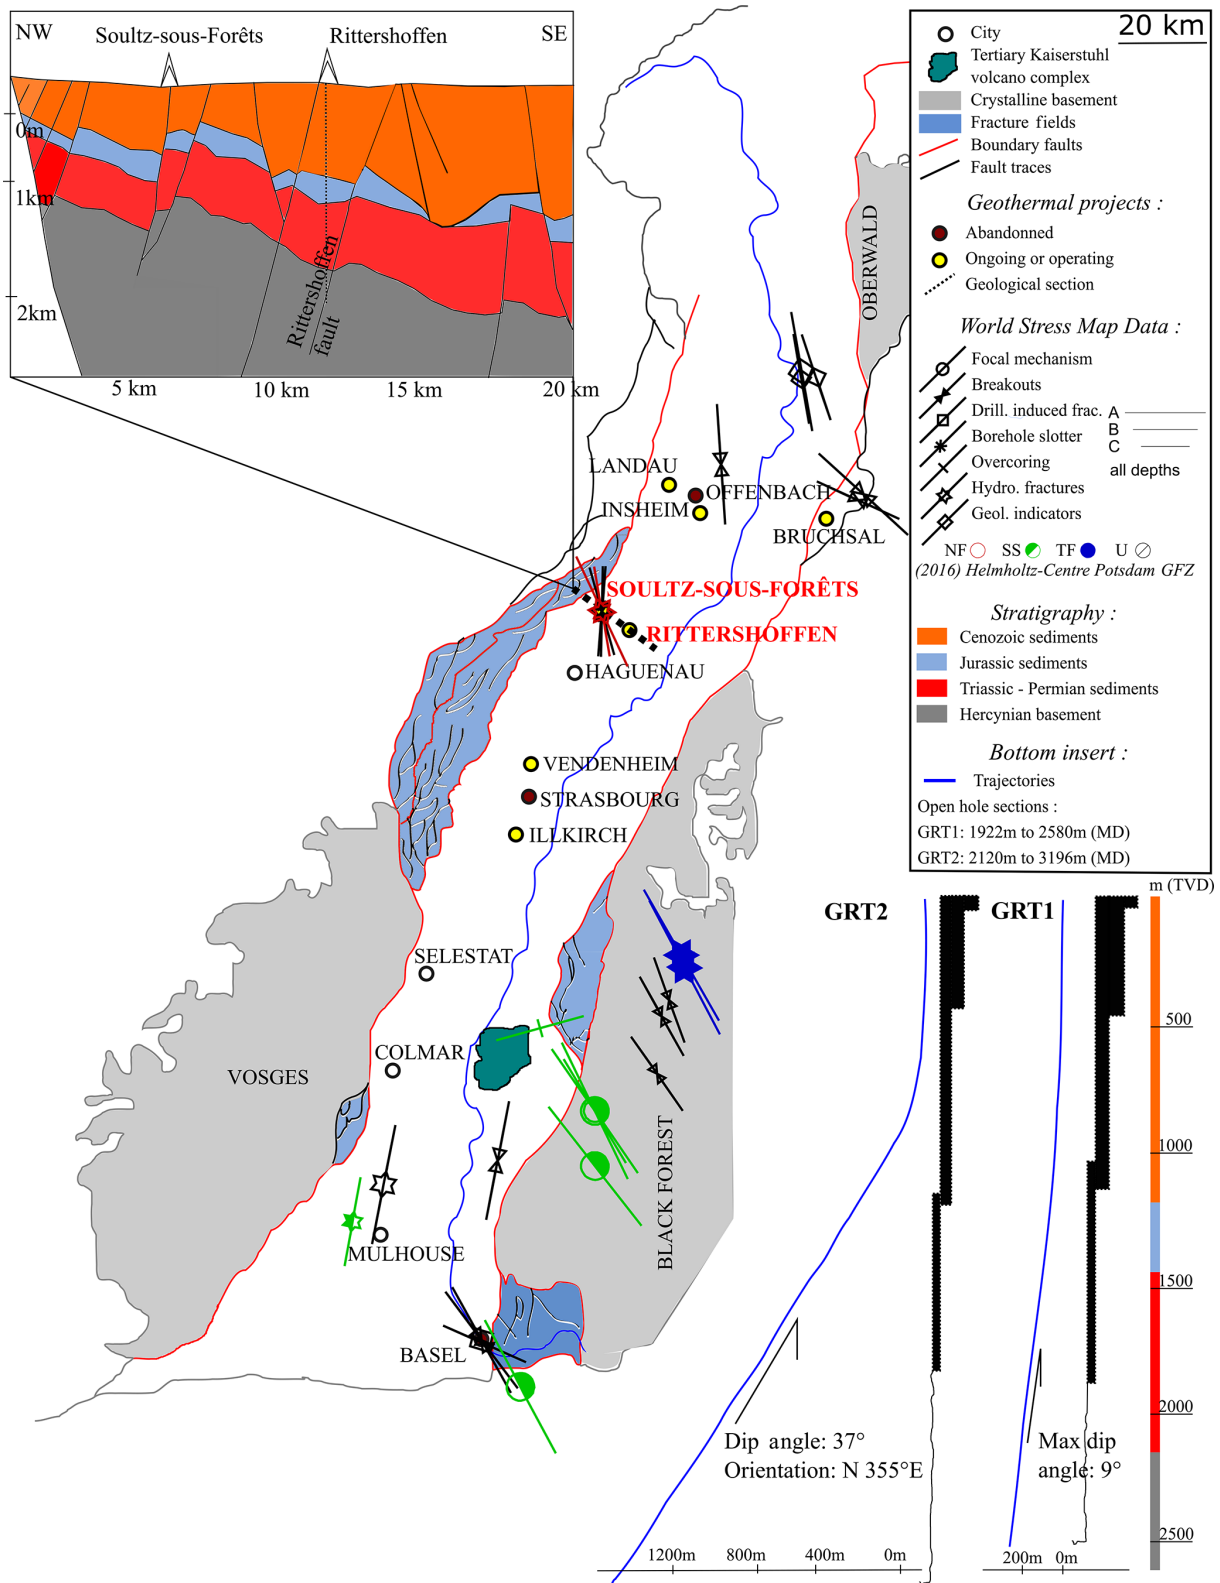 NW
Soultz-sous-Forêts
Rittershoffen
SE
0m
1km
2km
Rittershoffen
fault
5 km
10 km
15 km
20 km
20 km
City
Tertiary Kaiserstuhl
volcano complex
Crystalline basement
Fracture fields
Boundary faults
Fault traces
Geothermal projects :
Abandonned
Ongoing or operating
Geological section
World Stress Map Data :
Focal mechanism
Breakouts
Drill. induced frac.
Borehole slotter
Overcoring
Hydro. fractures
Geol. indicators
A
B
C
all depths
NF SS TF U
(2016) Helmholtz-Centre Potsdam GFZ
Stratigraphy :
Cenozoic sediments
Jurassic sediments
Triassic - Permian sediments
Hercynian basement
Bottom insert :
Trajectories
Open hole sections :
GRT1: 1922m to 2580m (MD)
GRT2: 2120m to 3196m (MD)
OBERWALD
LANDAU
OFFENBACH
INSHEIM
BRUCHSAL
SOULTZ-SOUS-FORÊTS
RITTERSHOFFEN
HAGUENAU
VENDENHEIM
STRASBOURG
ILLKIRCH
SELESTAT
COLMAR
VOSGES
BLACK FOREST
MULHOUSE
BASEL
GRT2
GRT1
m (TVD)
500
1000
1500
2000
2500
Dip angle: 37°
Orientation: N 355°E
Max dip
angle: 9°
1200m
800m
400m
0m
200m
0m